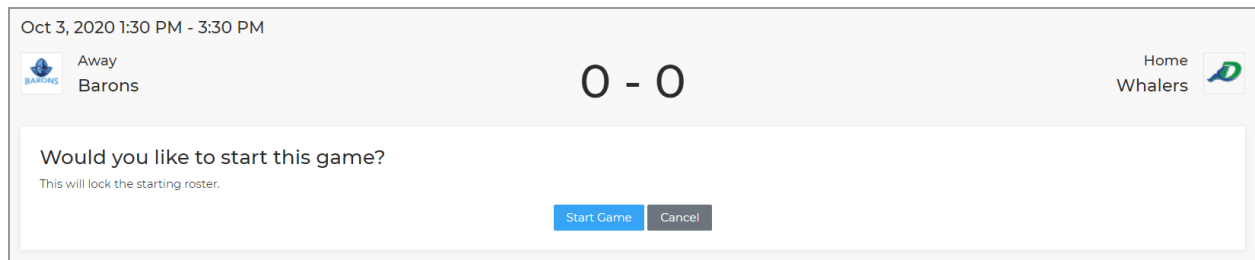 Oct 3, 2020 1:30 PM - 3:30 PM
Away
Barons
BARONS
0 - 0
Home
Whalers
D
Would you like to start this game?
This will lock the starting roster.
Start Game
Cancel